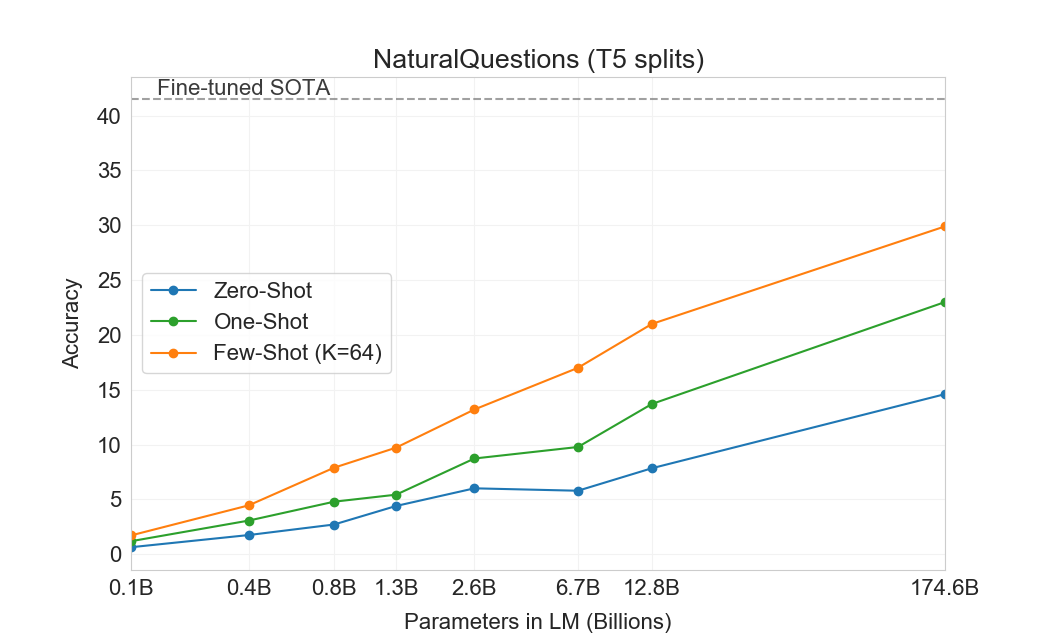 NaturalQuestions (T5 splits)
Fine-tuned SOTA
40
35
30
25
20
15
10
5
0
Accuracy
Zero-Shot
One-Shot
Few-Shot (K=64)
0.1B 0.4B 0.8B 1.3B 2.6B 6.7B 12.8B 174.6B
Parameters in LM (Billions)